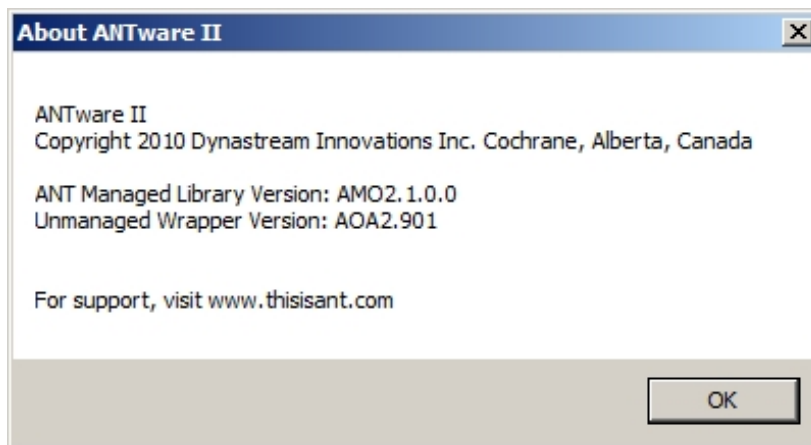 About ANTware II
ANTware II
Copyright 2010 Dynastream Innovations Inc. Cochrane, Alberta, Canada
ANT Managed Library Version: AMO2.1.0.0
Unmanaged Wrapper Version: AOA2.901
For support, visit www.thisisant.com
OK